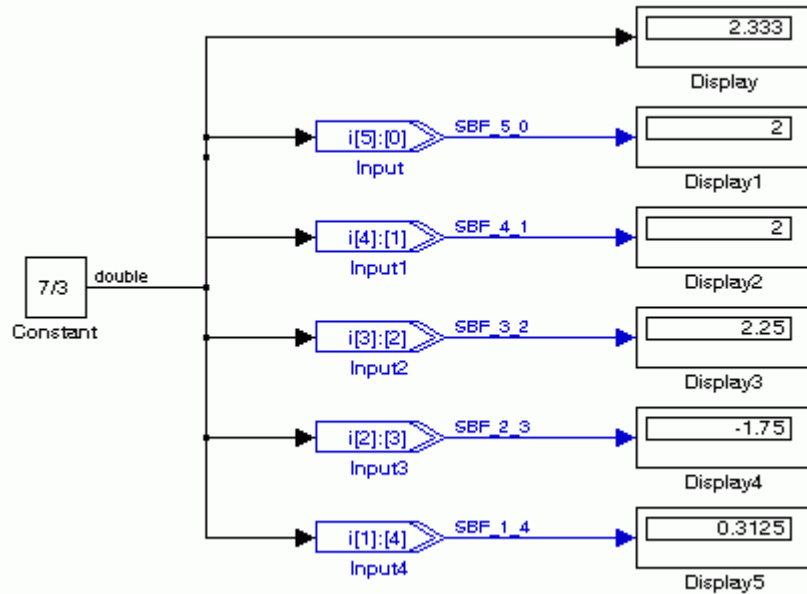 2.333
Display
i[5]:[0]
SBF_5_0
2
Input
Display1
i[4]:[1]
SBF_4_1
2
Input1
Display2
7/3
double
Constant
i[3]:[2]
SBF_3_2
2.25
Input2
Display3
i[2]:[3]
SBF_2_3
-1.75
Input3
Display4
i[1]:[4]
SBF_1_4
0.3125
Input4
Display5